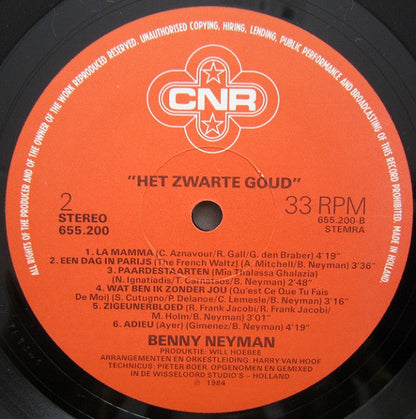 ALL RIGHTS OF THE PRODUCER AND OF THE OWNER OF THE WORK REPRODUCED RESERVED. UNAUTHORISED COPYING, HIRING, LENDING, PUBLIC PERFORMANCE AND BROADCASTING OF THIS RECORD PROHIBITED. MADE IN HOLLAND.
CNR
"HET ZWARTE GOUD"
2
STEREO
655.200
33 RPM
655.200-B
STEMRA
1. LA MAMMA (C. Aznavour/R. Gall/G. den Braber) 4'19"
2. EEN DAG IN PARIJS (The French Waltz) (A. Mitchell/B. Neyman) 3'36"
3. PAARDESTAARTEN (Mia Thalassa Ghalazia)
(N. Ignatiadis/T. Camatsos/B. Neyman) 2'48"
4. WAT BEN IK ZONDER JOU (Qu'est Ce Que Tu Fais
De Moi) (S. Cutugno/P. Delanoe/C. Lemesle/B. Neyman) 5'16"
5. ZIGEUNERBLOED (R. Frank Jacobi/R. Frank Jacobi/
M. Holm/B. Neyman) 3'01"
6. ADIEU (Ayer) (Gimenez/B. Neyman) 4'19"
BENNY NEYMAN
PRODUKTIE: WILL HOEBEE
ARRANGEMENTEN EN ORKESTLEIDING: HARRY VAN HOOF
TECHNICUS: PIETER BOER. OPGENOMEN EN GEMIXED
IN DE WISSELOORD STUDIO'S – HOLLAND
℗ 1984